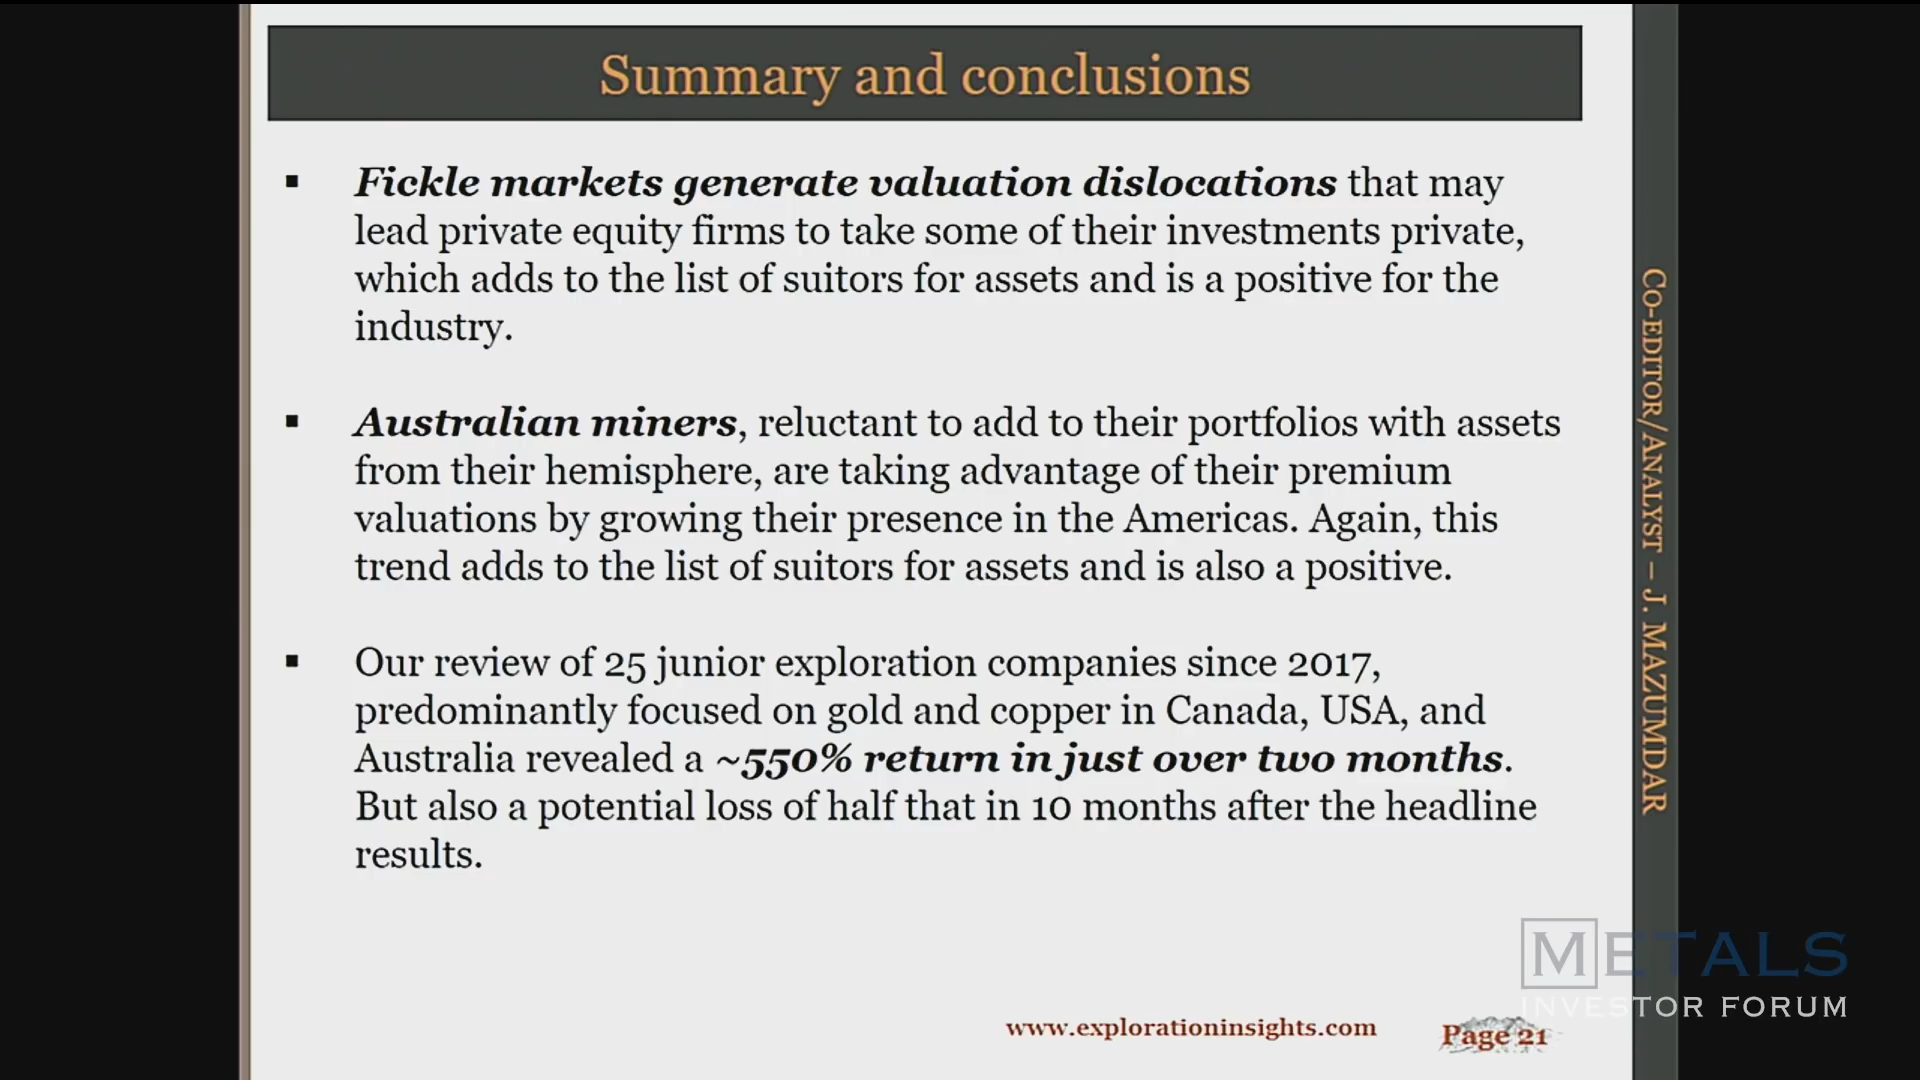 Summary and conclusions
▪ Fickle markets generate valuation dislocations that may
lead private equity firms to take some of their investments private,
which adds to the list of suitors for assets and is a positive for the
industry.
▪ Australian miners, reluctant to add to their portfolios with assets
from their hemisphere, are taking advantage of their premium
valuations by growing their presence in the Americas. Again, this
trend adds to the list of suitors for assets and is also a positive.
▪ Our review of 25 junior exploration companies since 2017,
predominantly focused on gold and copper in Canada, USA, and
Australia revealed a ~550% return in just over two months.
But also a potential loss of half that in 10 months after the headline
results.
CO-EDITOR/ANALYST – J. MAZUMDAR
METALS
INVESTOR FORUM
www.explorationinsights.com
Page 21